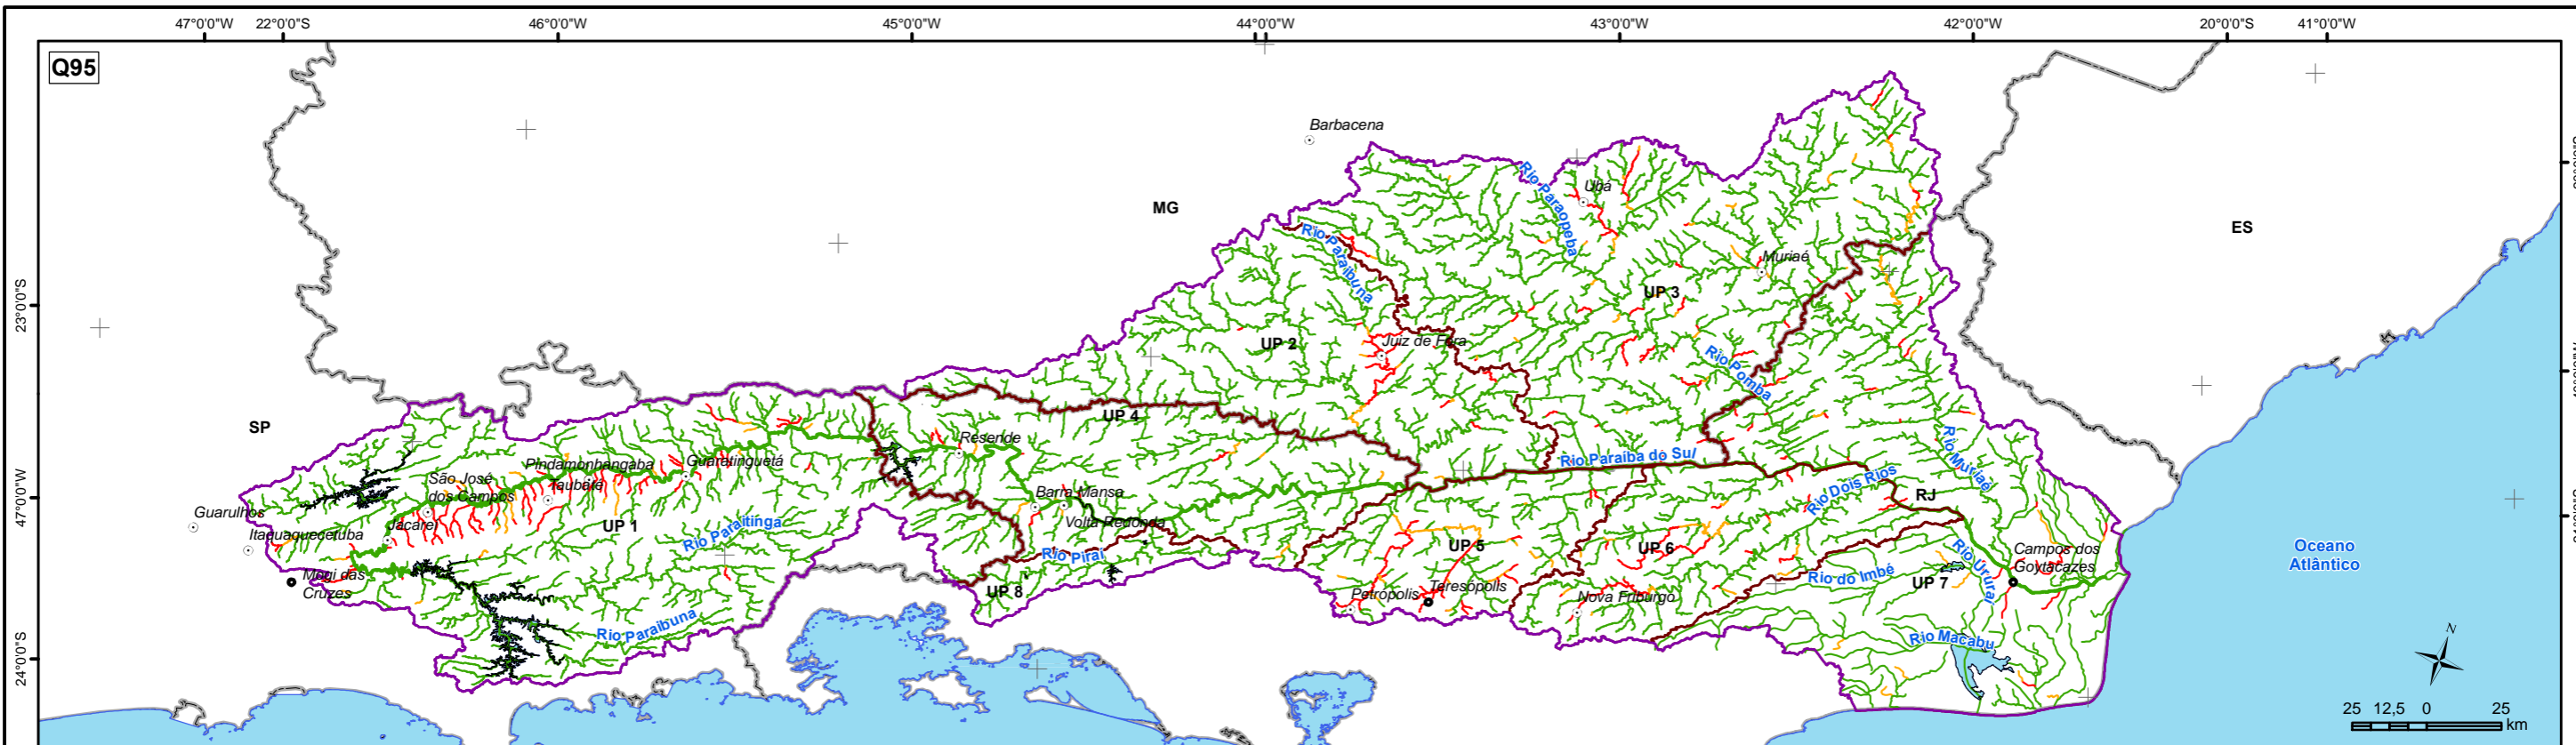 47°0'0"W 22°0'0"S 46°0'0"W 45°0'0"W 44°0'0"W 43°0'0"W 42°0'0"W 20°0'0"S 41°0'0"W
Q95
Barbacena
Ubá
Rio Paraopeba
MG
ES
Rio Paraibuna
Muriaé
UP 3
23°0'0"S
UP 2
Juiz de Fora
Rio Pomba
UP 4
SP
Resende
Rio Paraíba do Sul
Pindamonhangaba
Guaratinguetá
São José
dos Campos
Taubaté
Rio Muriaé
Rio Dois Rios
RJ
47°0'0"W
Barra Mansa
Guarulhos
Jacareí
UP 1
Volta Redonda
Rio Paraitinga
Itaquaquecetuba
Rio Piraí
UP 5
UP 6
Campos dos
Goytacazes
Oceano
Atlântico
Rio Ururaí
Mogi das
Cruzes
Rio do Imbé
UP 7
UP 8
Petrópolis
Teresópolis
Nova Friburgo
Rio Paraibuna
Rio Macabu
24°0'0"S
N
25 12,5 0 25
km